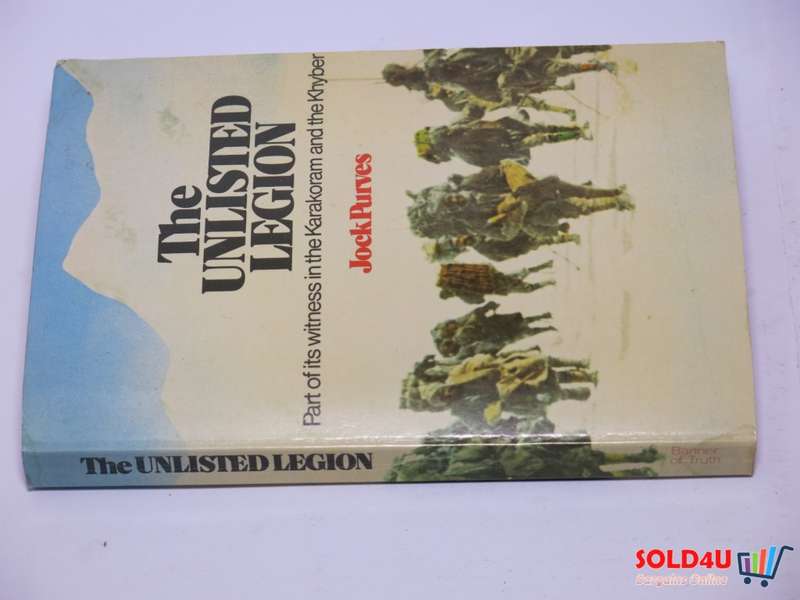 The
UNLISTED
LEGION
Part of its witness in the Karakoram and the Khyber
Jock Purves
The UNLISTED LEGION
Banner
of Truth
SOLD4U
Bargains Online